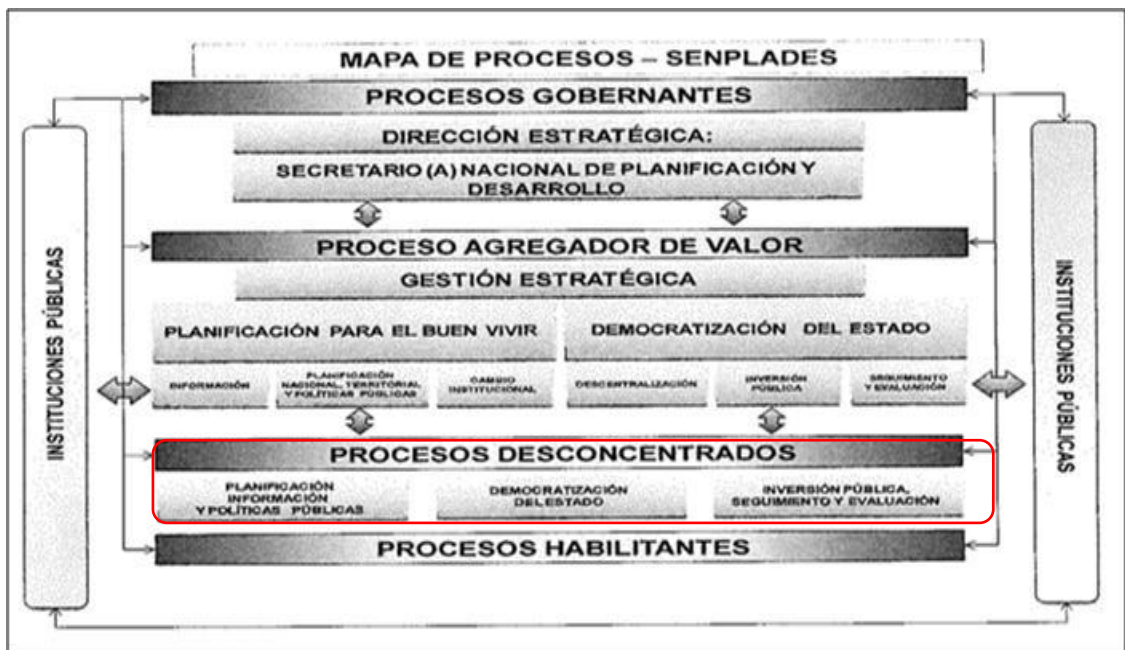 MAPA DE PROCESOS – SENPLADES
PROCESOS GOBERNANTES
DIRECCIÓN ESTRATÉGICA:
SECRETARIO (A) NACIONAL DE PLANIFICACIÓN Y
DESARROLLO
PROCESO AGREGADOR DE VALOR
GESTIÓN ESTRATÉGICA
PLANIFICACIÓN PARA EL BUEN VIVIR
DEMOCRATIZACIÓN DEL ESTADO
INFORMACIÓN
PLANIFICACIÓN
NACIONAL, TERRITORIAL
Y POLÍTICAS PÚBLICAS
CAMBIO
INSTITUCIONAL
DESCENTRALIZACIÓN
INVERSIÓN
PÚBLICA
SEGUIMIENTO
Y EVALUACIÓN
PROCESOS DESCONCENTRADOS
PLANIFICACIÓN
INFORMACIÓN
Y POLÍTICAS PÚBLICAS
DEMOCRATIZACIÓN
DEL ESTADO
INVERSIÓN PÚBLICA,
SEGUIMIENTO Y EVALUACIÓN
PROCESOS HABILITANTES
INSTITUCIONES PÚBLICAS
INSTITUCIONES PÚBLICAS